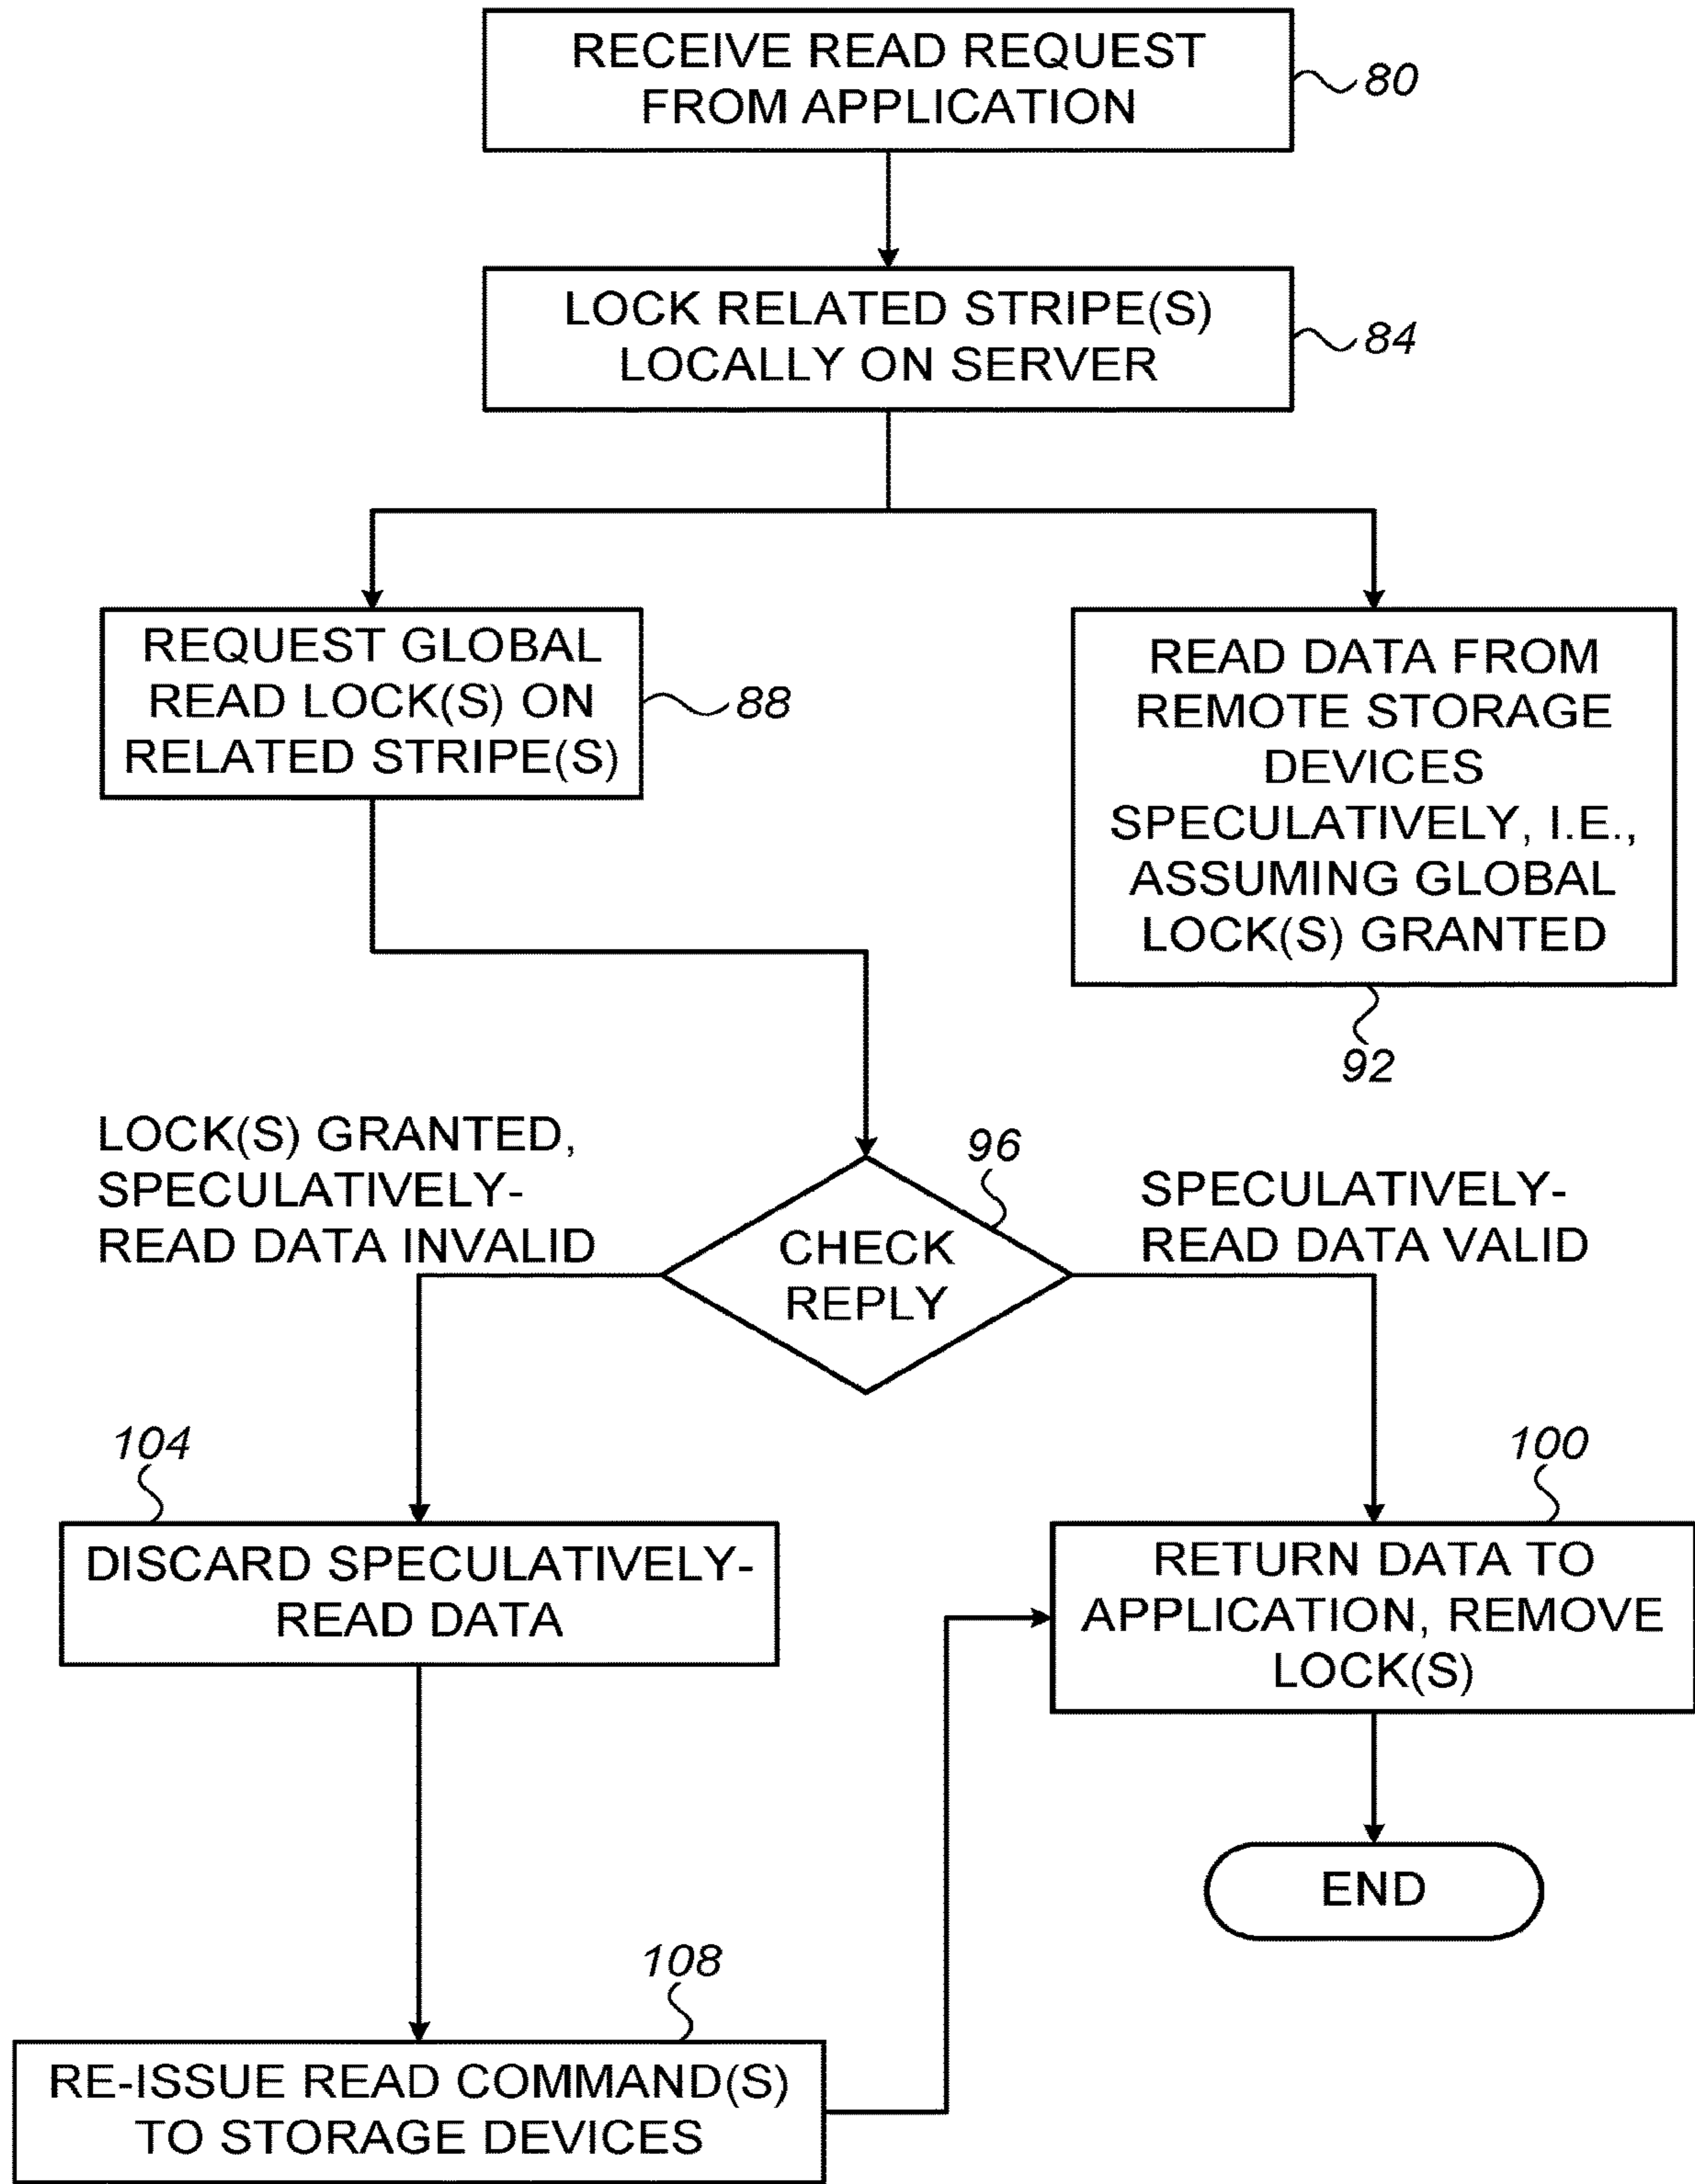 RECEIVE READ REQUEST
FROM APPLICATION
80
LOCK RELATED STRIPE(S)
LOCALLY ON SERVER
84
REQUEST GLOBAL
READ LOCK(S) ON
RELATED STRIPE(S)
88
READ DATA FROM
REMOTE STORAGE
DEVICES
SPECULATIVELY, I.E.,
ASSUMING GLOBAL
LOCK(S) GRANTED
92
LOCK(S) GRANTED,
SPECULATIVELY-
READ DATA INVALID
96
CHECK
REPLY
SPECULATIVELY-
READ DATA VALID
104
DISCARD SPECULATIVELY-
READ DATA
100
RETURN DATA TO
APPLICATION, REMOVE
LOCK(S)
END
108
RE-ISSUE READ COMMAND(S)
TO STORAGE DEVICES